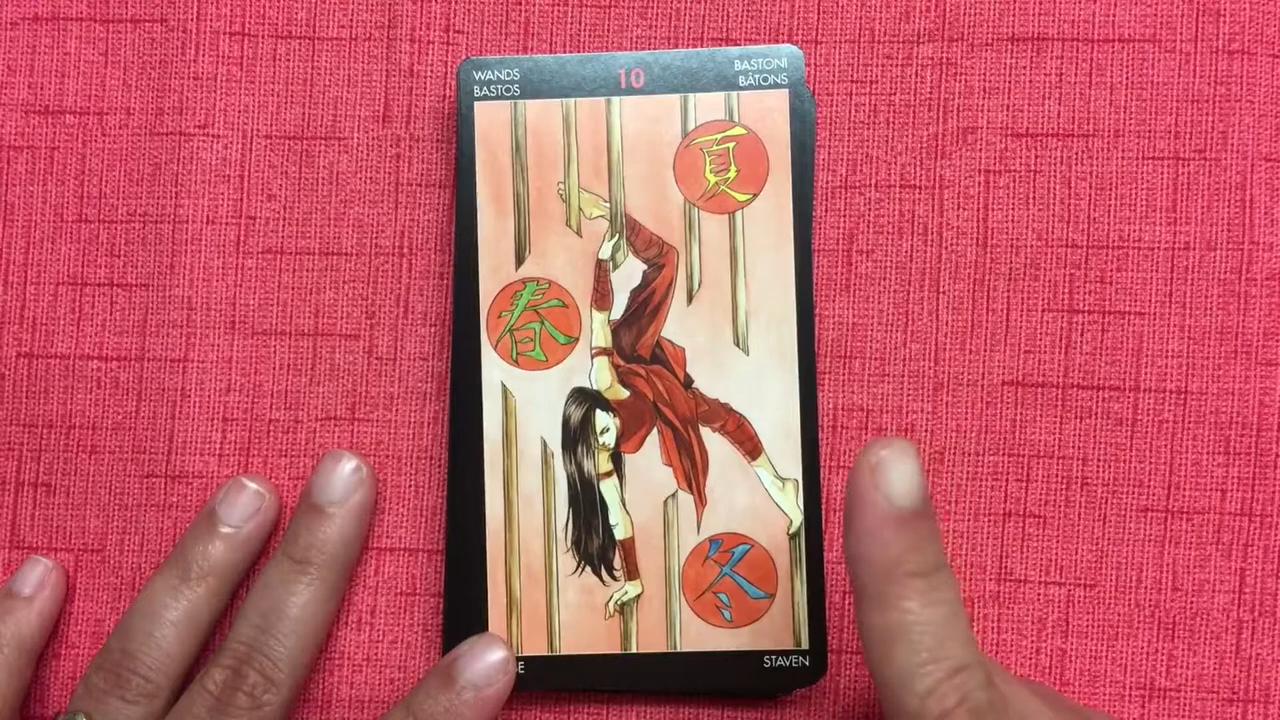 WANDS
BASTOS
10
BASTONI
BÂTONS
夏
春
冬
STAVEN